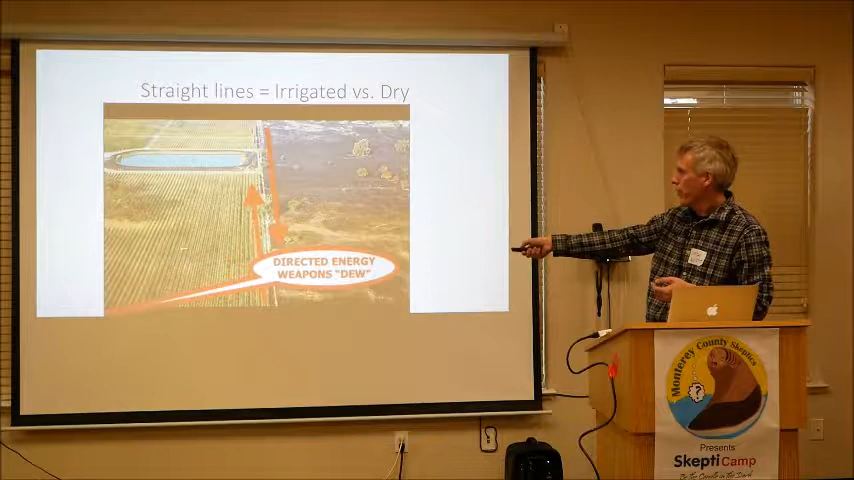 Straight lines = Irrigated vs. Dry
DIRECTED ENERGY
WEAPONS "DEW"
Monterey County Skeptics
?
Presents
SkeptiCamp